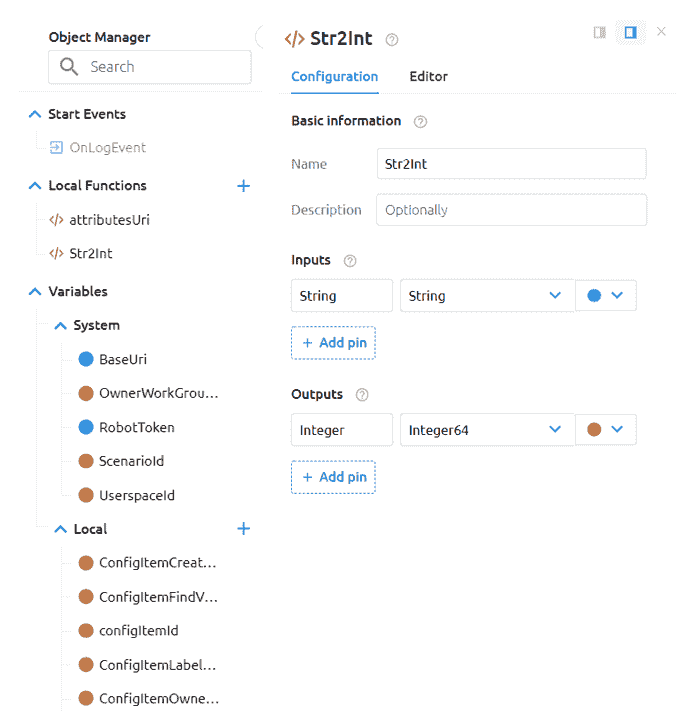 Object Manager
Search
Start Events
OnLogEvent
Local Functions
attributesUri
Str2Int
Variables
System
BaseUri
OwnerWorkGrou...
RobotToken
ScenarioId
UserspaceId
Local
ConfigItemCreat...
ConfigItemFindV...
configItemId
ConfigItemLabel...
ConfigItemOwne...
Str2Int
Configuration Editor
Basic information
Name Str2Int
Description Optionally
Inputs
String String
+ Add pin
Outputs
Integer Integer64
+ Add pin